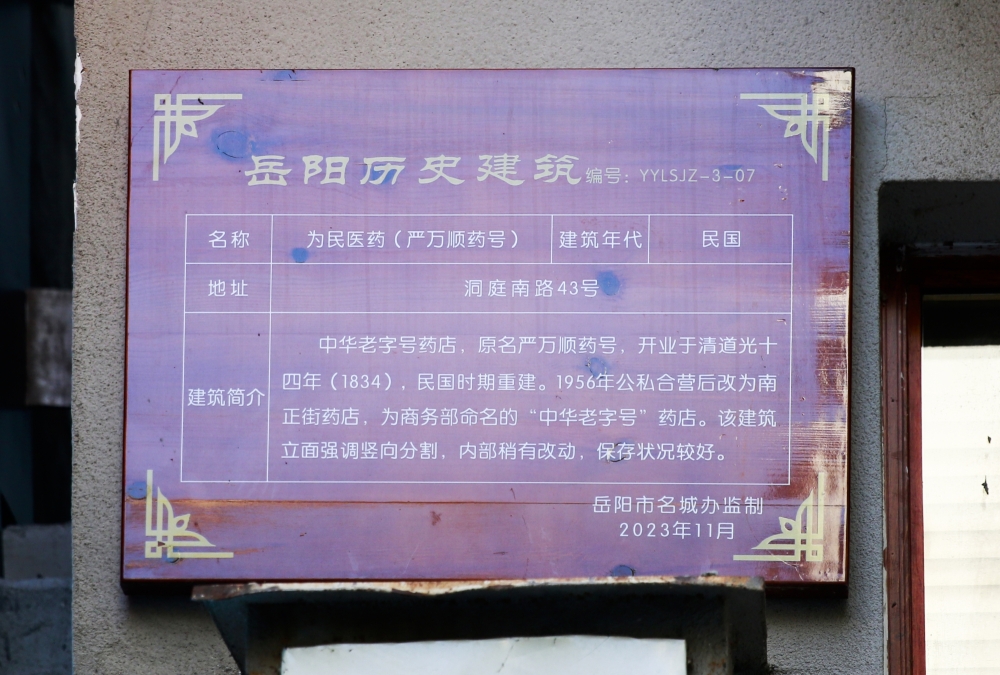 岳阳历史建筑编号：YYLSJZ-3-07
名称 为民医药（严万顺药号） 建筑年代 民国
地址 洞庭南路43号
建筑简介
中华老字号药店，原名严万顺药号，开业于清道光十
四年（1834），民国时期重建。1956年公私合营后改为南
正街药店，为商务部命名的“中华老字号”药店。该建筑
立面强调竖向分割，内部稍有改动，保存状况较好。
岳阳市名城办监制
2023年11月